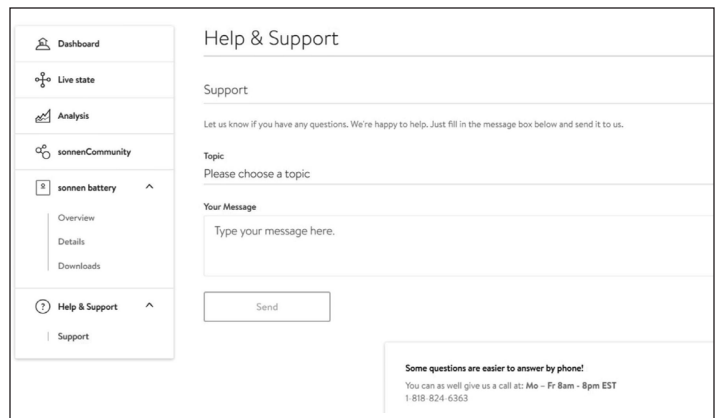 Dashboard
Live state
Analysis
sonnenCommunity
sonnen battery
Overview
Details
Downloads
Help & Support
Support
Help & Support
Support
Let us know if you have any questions. We're happy to help. Just fill in the message box below and send it to us.
Topic
Please choose a topic
Your Message
Type your message here.
Send
Some questions are easier to answer by phone!
You can as well give us a call at: Mo – Fr 8am - 8pm EST
1-818-824-6363